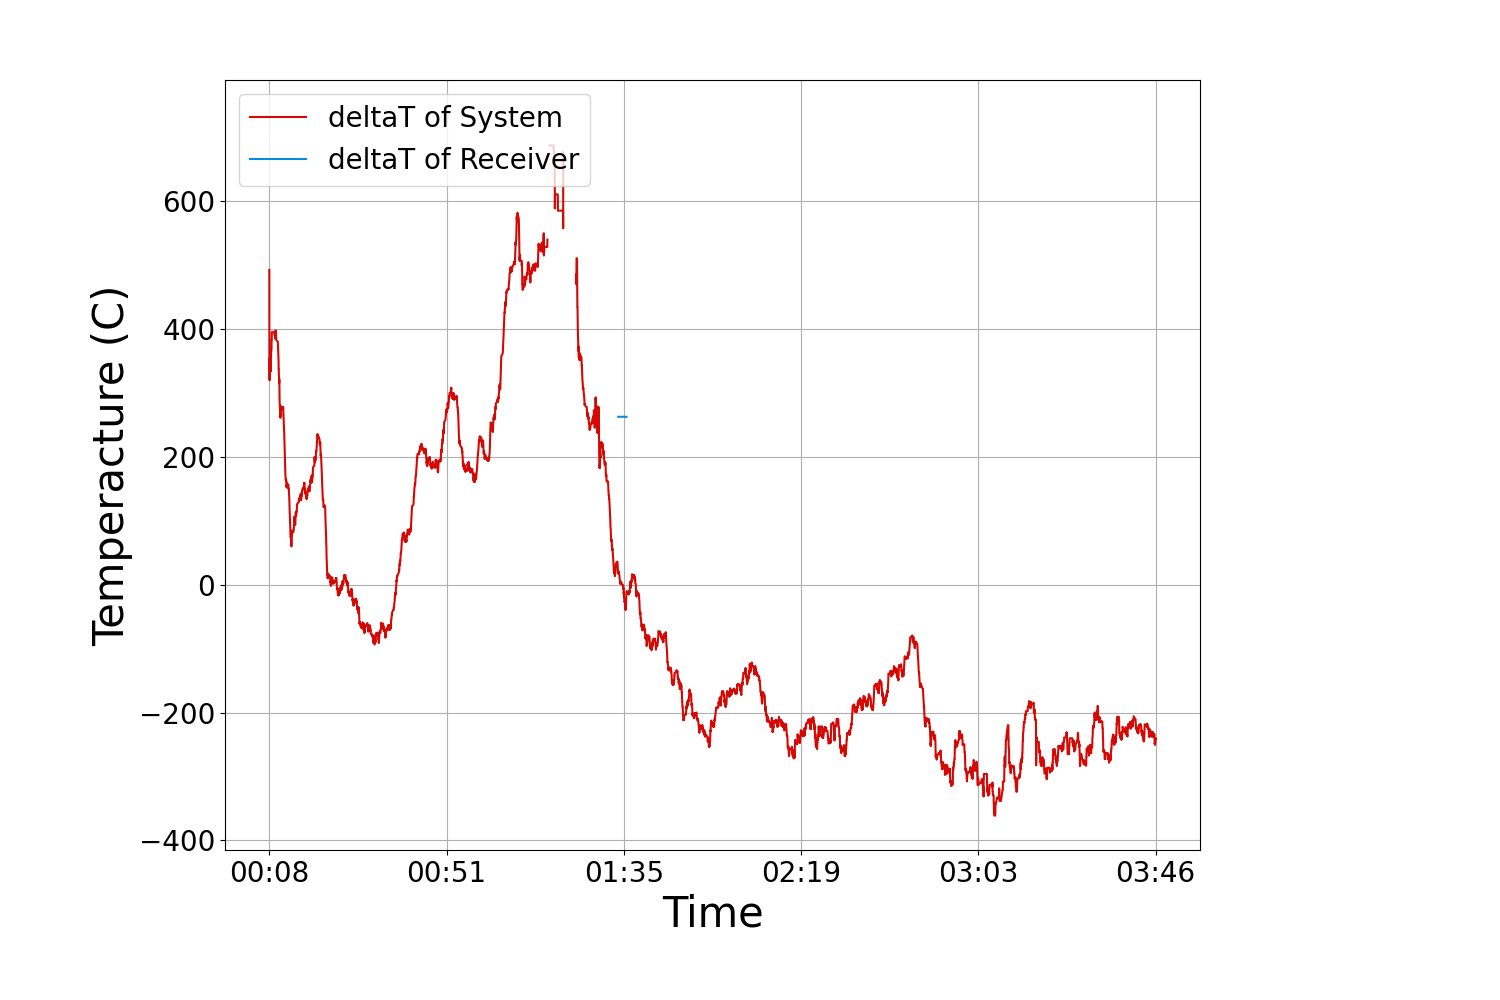 deltaT of System
deltaT of Receiver
Temperacture (C)
600
400
200
0
−200
−400
00:08 00:51 01:35 02:19 03:03 03:46
Time